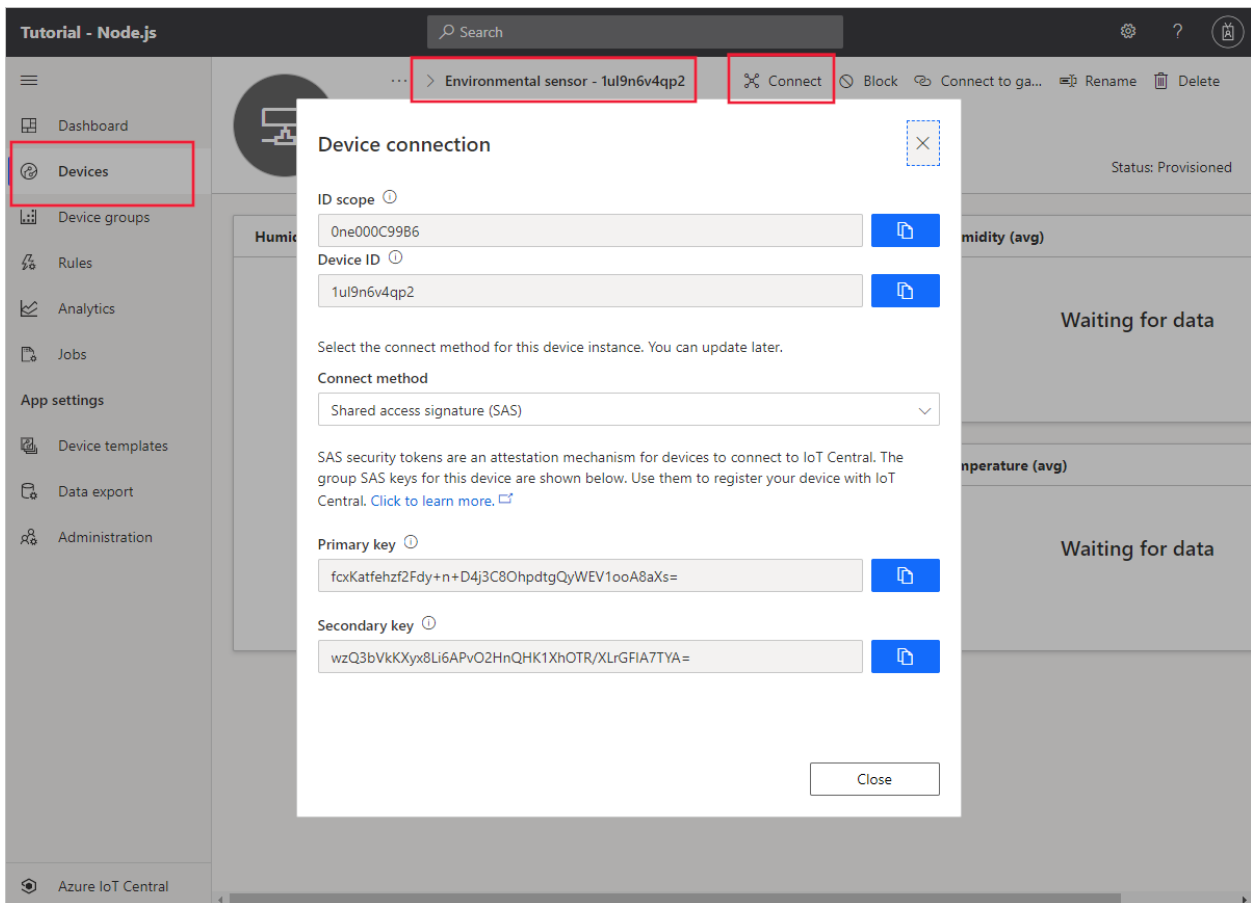 Tutorial - Node.js
Search
?
Dashboard
Devices
Device groups
Rules
Analytics
Jobs
App settings
Device templates
Data export
Administration
Azure IoT Central
... > Environmental sensor - 1ul9n6v4qp2
Connect
Block
Connect to ga...
Rename
Delete
Status: Provisioned
Device connection
ID scope
0ne000C99B6
Device ID
1ul9n6v4qp2
Select the connect method for this device instance. You can update later.
Connect method
Shared access signature (SAS)
SAS security tokens are an attestation mechanism for devices to connect to IoT Central. The
group SAS keys for this device are shown below. Use them to register your device with IoT
Central. Click to learn more.
Primary key
fcxKatfehzf2Fdy+n+D4j3C8OhpdtgQyWEV1ooA8aXs=
Secondary key
wzQ3bVkKXyx8Li6APvO2HnQHK1XhOTR/XLrGFIA7TYA=
Close
Humic
midity (avg)
Waiting for data
nperature (avg)
Waiting for data